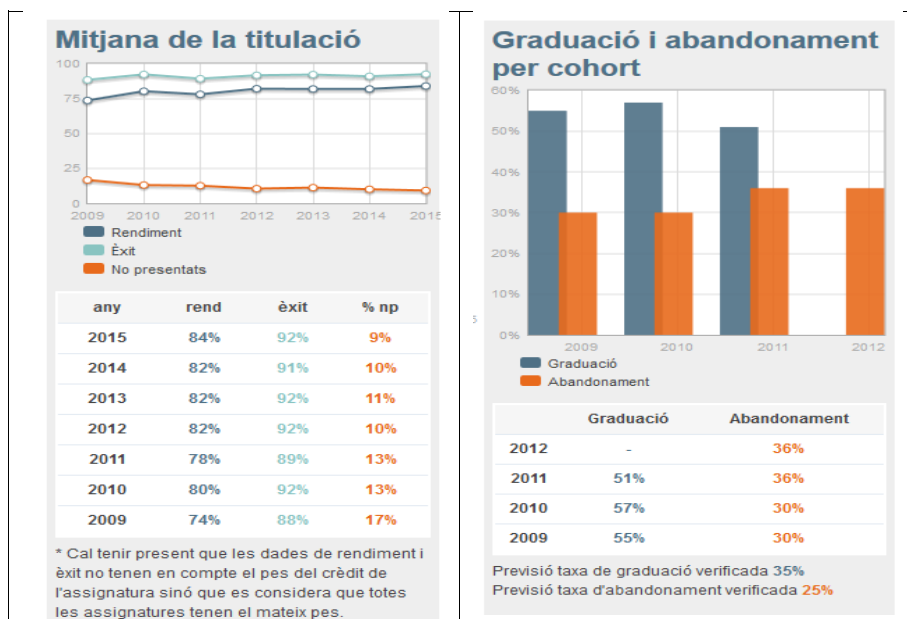 Mitjana de la titulació
100
75
50
25
0
2009 2010 2011 2012 2013 2014 2015
Rendiment
Èxit
No presentats
any rend èxit % np
2015 84% 92% 9%
2014 82% 91% 10%
2013 82% 92% 11%
2012 82% 92% 10%
2011 78% 89% 13%
2010 80% 92% 13%
2009 74% 88% 17%
* Cal tenir present que les dades de rendiment i
èxit no tenen en compte el pes del crèdit de
l'assignatura sinó que es considera que totes
les assignatures tenen el mateix pes.
Graduació i abandonament
per cohort
60%
50%
40%
30%
20%
10%
0%
2009 2010 2011 2012
Graduació
Abandonament
Graduació Abandonament
2012 - 36%
2011 51% 36%
2010 57% 30%
2009 55% 30%
Previsió taxa de graduació verificada 35%
Previsió taxa d'abandonament verificada 25%